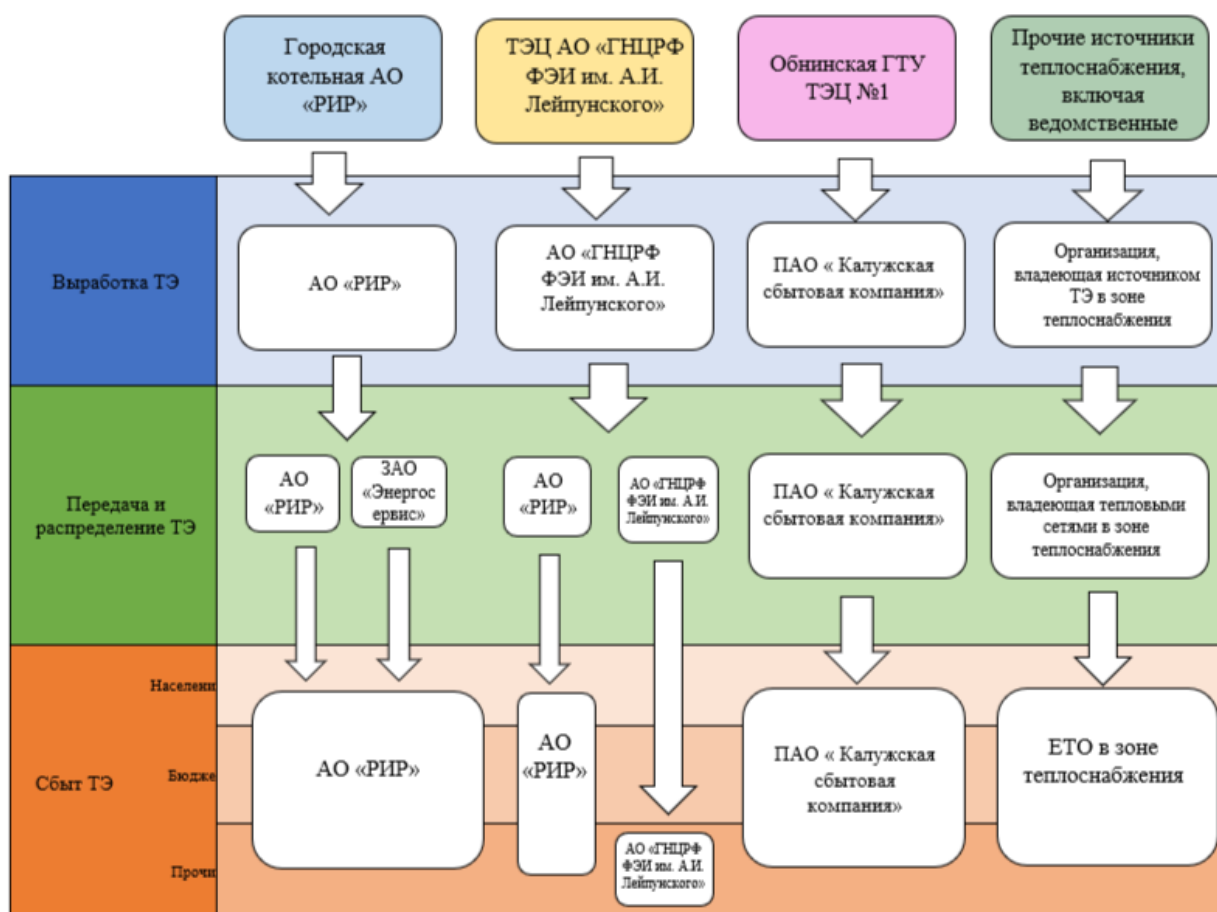 Городская
котельная АО
«РИР»
ТЭЦ АО «ГНЦРФ
ФЭИ им. А.И.
Лейпунского»
Обнинская ГТУ
ТЭЦ №1
Прочие источники
теплоснабжения,
включая
ведомственные
Выработка ТЭ
АО «РИР»
АО «ГНЦРФ
ФЭИ им. А.И.
Лейпунского»
ПАО « Калужская
сбытовая компания»
Организация,
владеющая источником
ТЭ в зоне
теплоснабжения
Передача и
распределение ТЭ
АО
«РИР»
ЗАО
«Энергос
ервис»
АО
«РИР»
АО «ГНЦРФ
ФЭИ им. А.И.
Лейпунского»
ПАО « Калужская
сбытовая компания»
Организация,
владеющая тепловыми
сетями в зоне
теплоснабжения
Сбыт ТЭ
Населени
Бюдже
Прочи
АО «РИР»
АО
«РИР»
АО «ГНЦРФ
ФЭИ им. А.И.
Лейпунского»
ПАО « Калужская
сбытовая
компания»
ЕТО в зоне
теплоснабжения